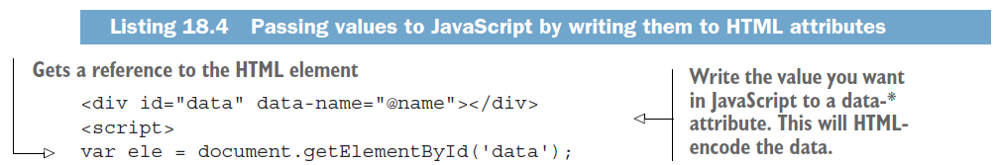 Listing 18.4 Passing values to JavaScript by writing them to HTML attributes
Gets a reference to the HTML element
<div id="data" data-name="@name"></div>
<script>
var ele = document.getElementById('data');
Write the value you want
in JavaScript to a data-*
attribute. This will HTML-
encode the data.